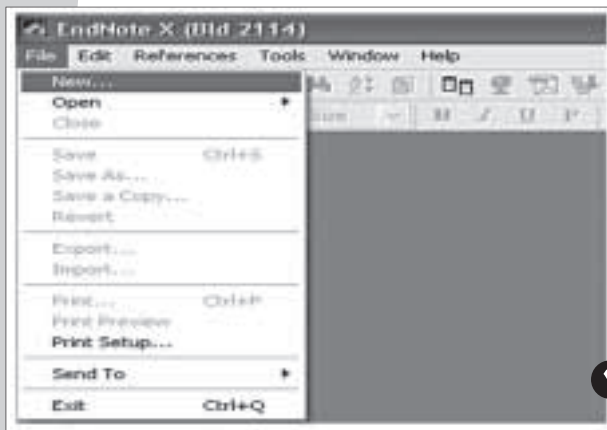 EndNote X (Bld 2114)
File Edit References Tools Window Help
New...
Open
Close
Save Ctrl+S
Save As...
Save a Copy...
Revert
Export...
Import...
Print... Ctrl+P
Print Preview
Print Setup...
Send To
Exit Ctrl+Q